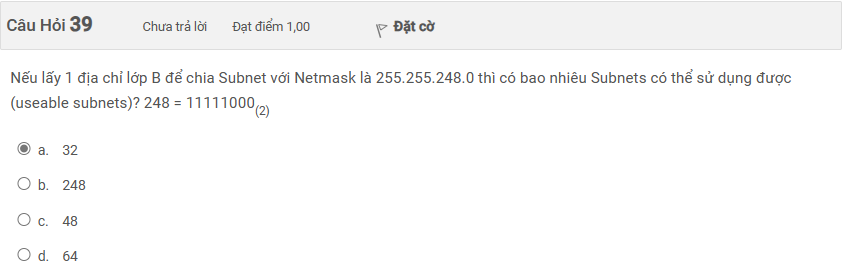 Câu Hỏi 39 Chưa trả lời Đạt điểm 1,00 Đặt cờ
Nếu lấy 1 địa chỉ lớp B để chia Subnet với Netmask là 255.255.248.0 thì có bao nhiêu Subnets có thể sử dụng được
(useable subnets)? 248 = 11111000(2)
a. 32
b. 248
c. 48
d. 64